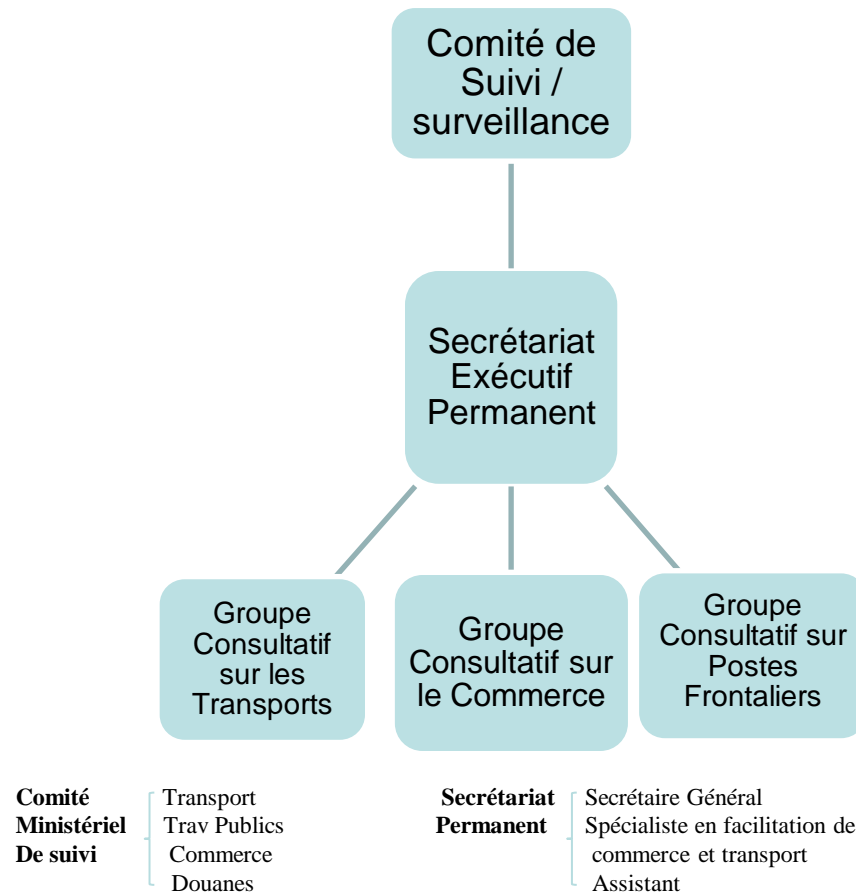 Comité de
Suivi /
surveillance
Secrétariat
Exécutif
Permanent
Groupe
Consultatif
sur les
Transports
Groupe
Consultatif sur
le Commerce
Groupe
Consultatif sur
Postes
Frontaliers
Comité
Ministériel
De suivi
Transport
Trav Publics
Commerce
Douanes
Secrétariat
Permanent
Secrétaire Général
Spécialiste en facilitation de
commerce et transport
Assistant